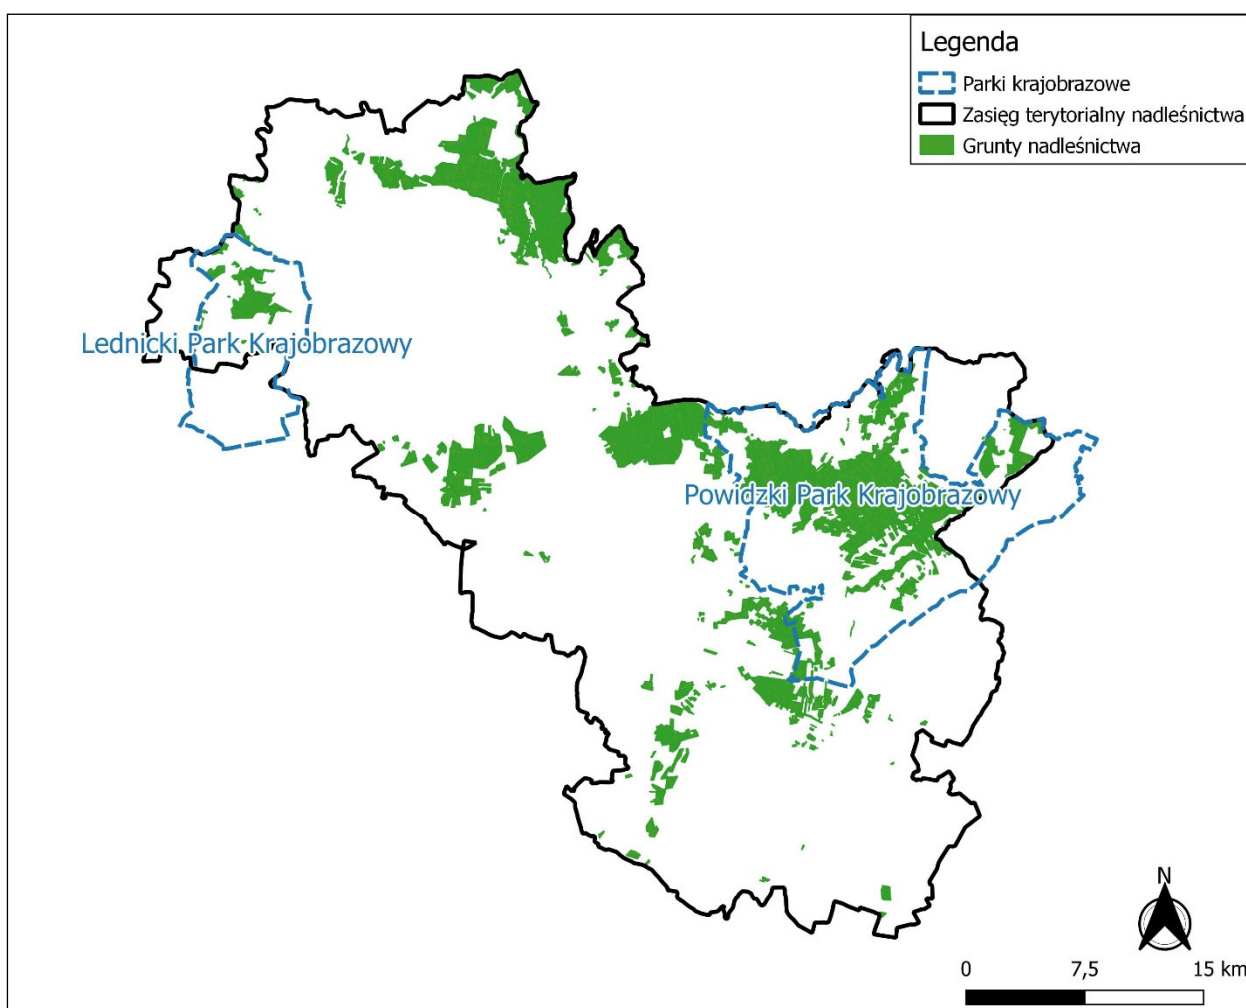 Legenda
Parki krajobrazowe
Zasięg terytorialny nadleśnictwa
Grunty nadleśnictwa
Lednicki Park Krajobrazowy
Powidzki Park Krajobrazowy
N
0 7,5 15 km